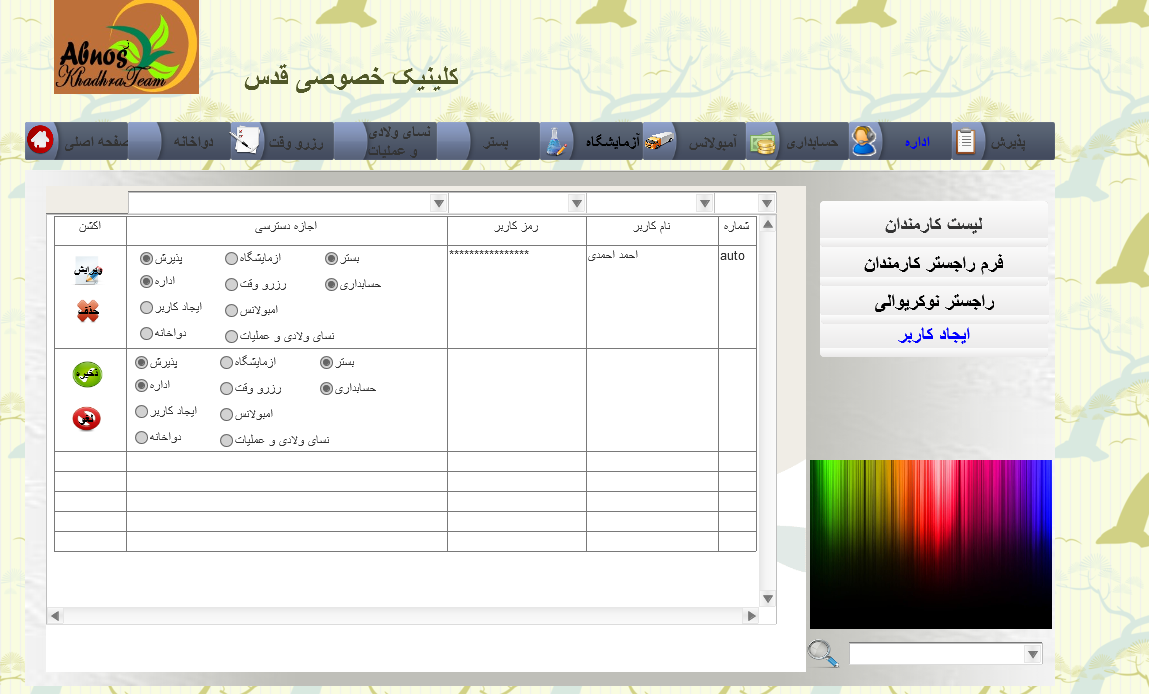 Abnos
KhadhraTeam
کلینیک خصوصی قدس
پذیرش
اداره
حسابداری
آمبولانس
آزمایشگاه
بستر
نسای ولادی
و عملیات
رزرو وقت
دواخانه
صفحه اصلی
لیست کارمندان
فرم راجستر کارمندان
راجستر نوکریوالی
ایجاد کاربر
شماره
نام کاربر
رمز کاربر
اجازه دسترسی
اکشن
auto
احمد احمدی
****************
بستر
ازمایشگاه
پذیرش
حسابداری
رزرو وقت
اداره
امبولانس
ایجاد کاربر
نسای ولادی و عملیات
دواخانه
ویرایش
حذف
بستر
ازمایشگاه
پذیرش
حسابداری
رزرو وقت
اداره
امبولانس
ایجاد کاربر
نسای ولادی و عملیات
دواخانه
ذخیره
لغو